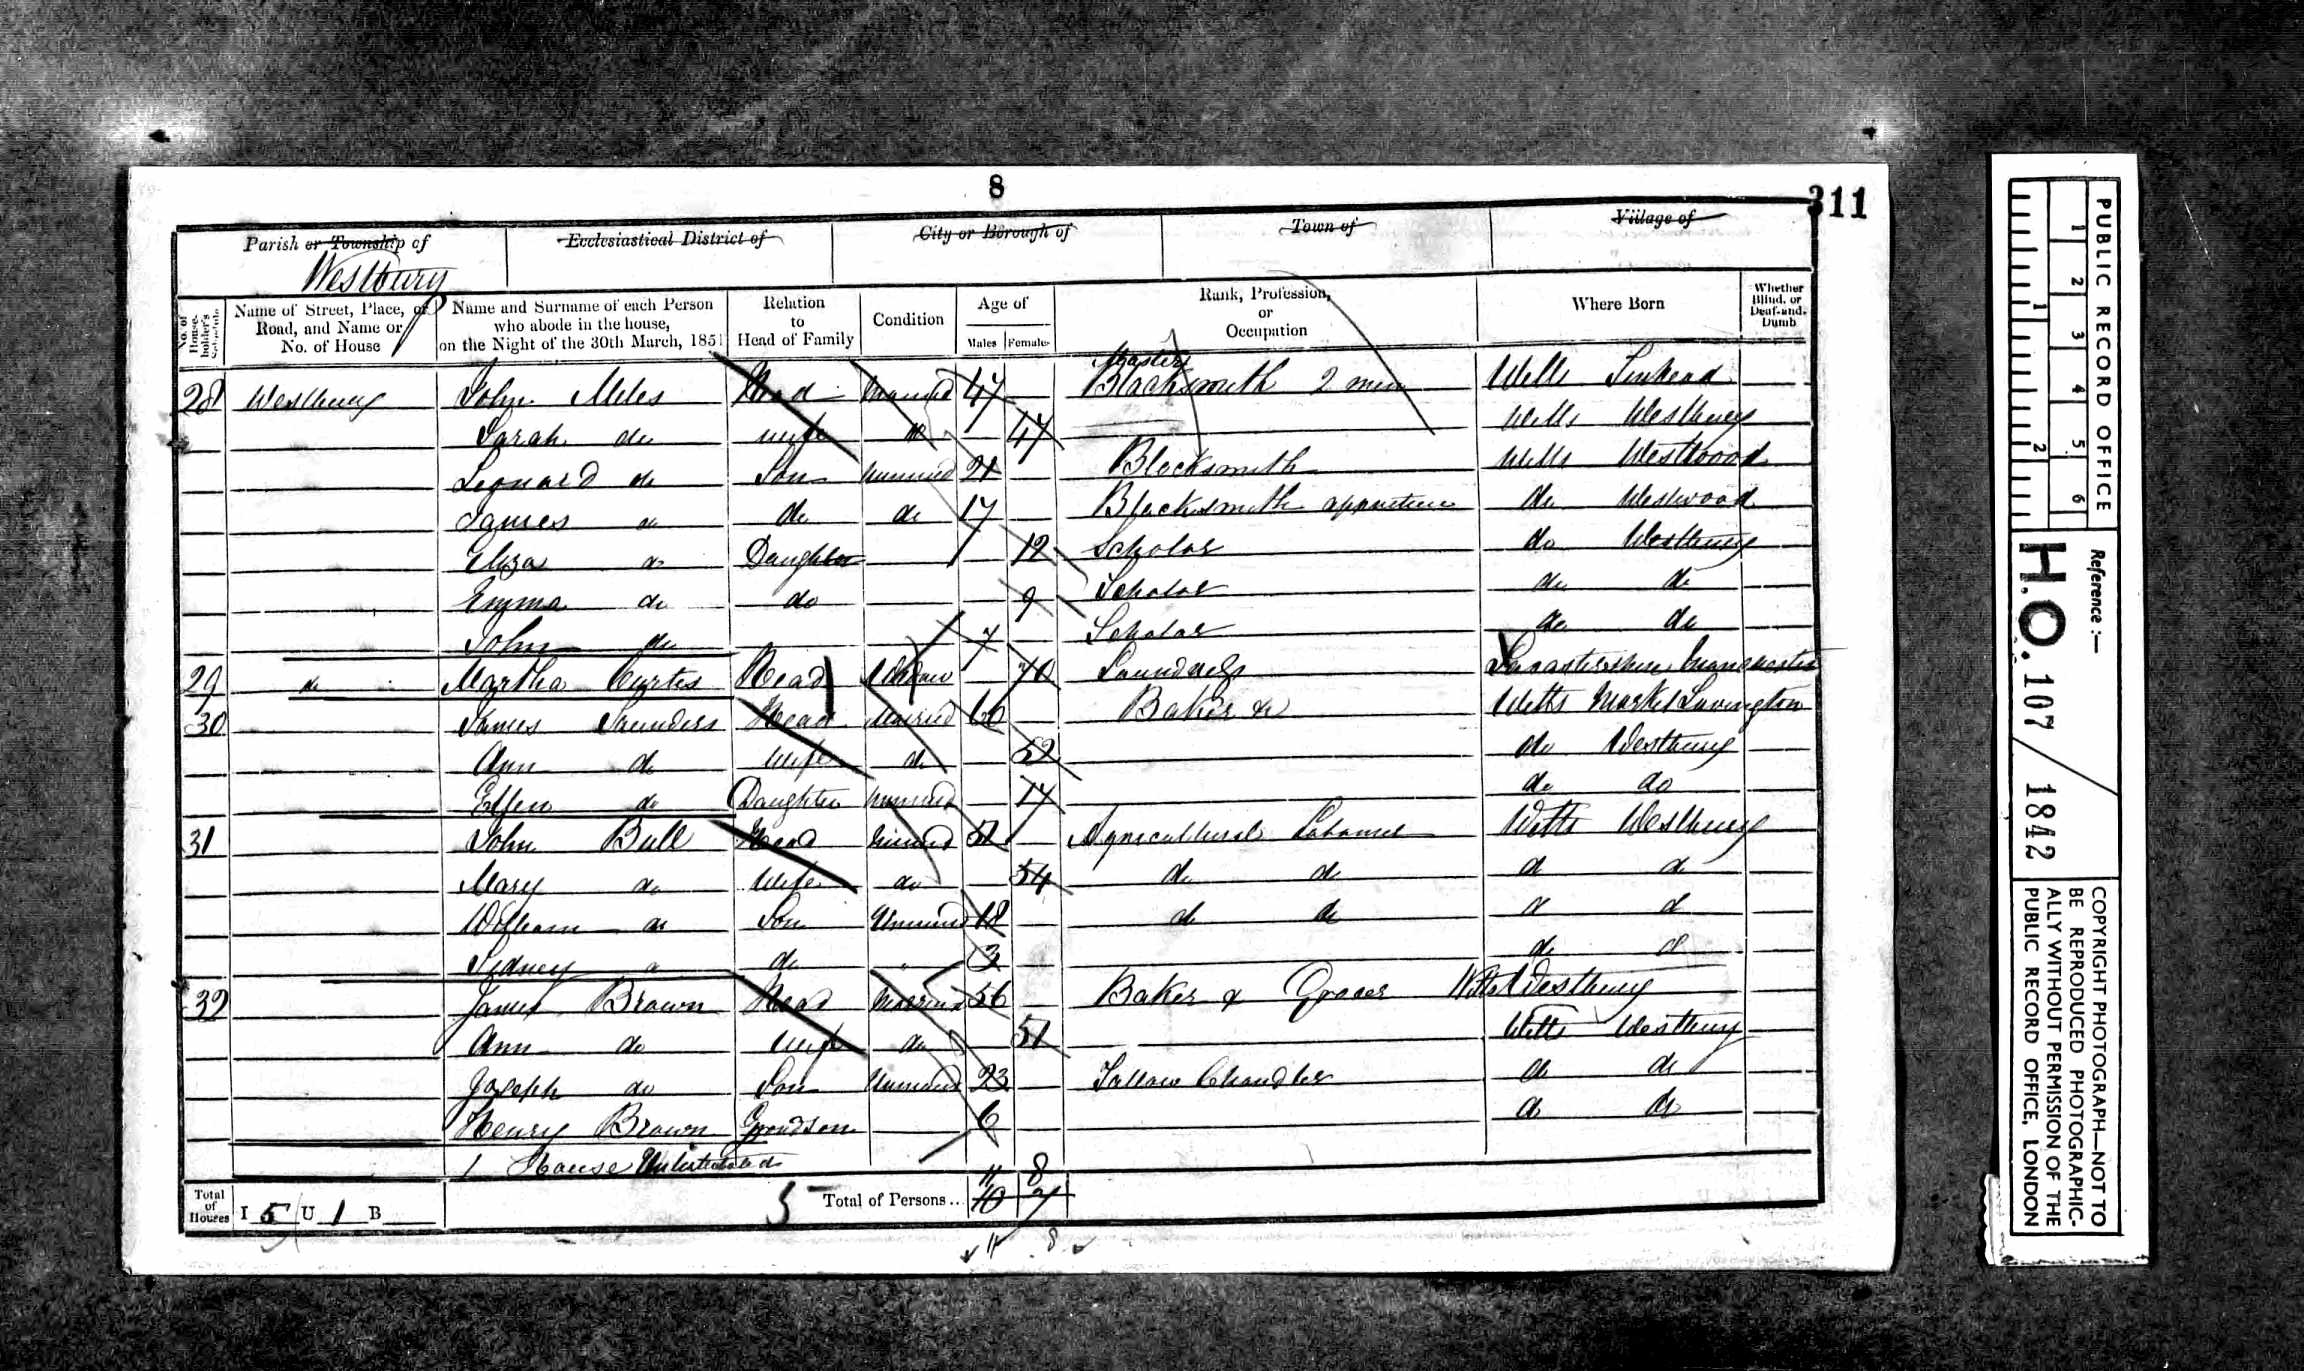 8
311
Parish or Township of
Westbury
Ecclesiastical District of
City or Borough of
Town of
Village of
No. of House-holder's Schedule
Name of Street, Place, or Road, and Name or No. of House
Name and Surname of each Person who abode in the house, on the Night of the 30th March, 1851
Relation to Head of Family
Condition
Age of
Males
Females
Rank, Profession, or Occupation
Where Born
Whether Blind, or Deaf-and-Dumb
Master
28 Westbury John Miles Head Married 47 Blacksmith 2 men Wilts
Sarah do wife do 47 Wilts Westbury
Leonard do Son Unmarried 21 Blacksmith Wilts Westwood
James do do do 17 Blacksmith apprentice do Westwood
Eliza do Daughter 12 Scholar do Westbury
Emma do do 9 Scholar do do
John do 7 Scholar do do
29 do Martha Curtis Head Widow 70 Laundress Lancastershire Manchester
30 James Saunders Head Married 60 Baker &c Wilts Market Lavington
Ann do Wife do 52 do Westbury
Ellen do Daughter Unmarried 17 do do
31 John Bull Head Married 51 Agricultural Labourer Wilts Westbury
Mary do Wife do 54 do do do do
William do Son Unmarried 18 do do do do
Sidney do do 3 do do
32 James Brown Head Married 56 Baker & Grocer Wilts Westbury
Ann do Wife do 51 Wilts Westbury
Joseph do Son Unmarried 23 Tallow Chandler do do
Henry Brown Grandson 6 do do
1 House Uninhabited
11 8
Total of Houses I 5 U 1 B
5 Total of Persons.. 10 7
11 8
PUBLIC RECORD OFFICE
1 2 3 4 5 6
1 2
Reference:—
H.O. 107 / 1842
COPYRIGHT PHOTOGRAPH—NOT TO
BE REPRODUCED PHOTOGRAPHIC-
ALLY WITHOUT PERMISSION OF THE
PUBLIC RECORD OFFICE, LONDON